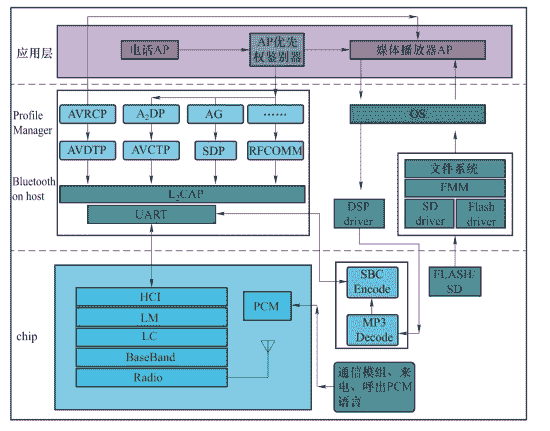 应用层
电话AP
AP优先
权鉴别器
媒体播放器AP
Profile
Manager
AVRCP
A₂DP
AG
……
OS
AVDTP
AVCTP
SDP
RFCOMM
文件系统
FMM
SD
driver
Flash
driver
Bluetooth
on host
L₂CAP
UART
DSP
driver
FLASH/
SD
SBC
Encode
MP3
Decode
chip
HCI
LM
LC
BaseBand
Radio
PCM
通信模组、来
电、呼出PCM
语言